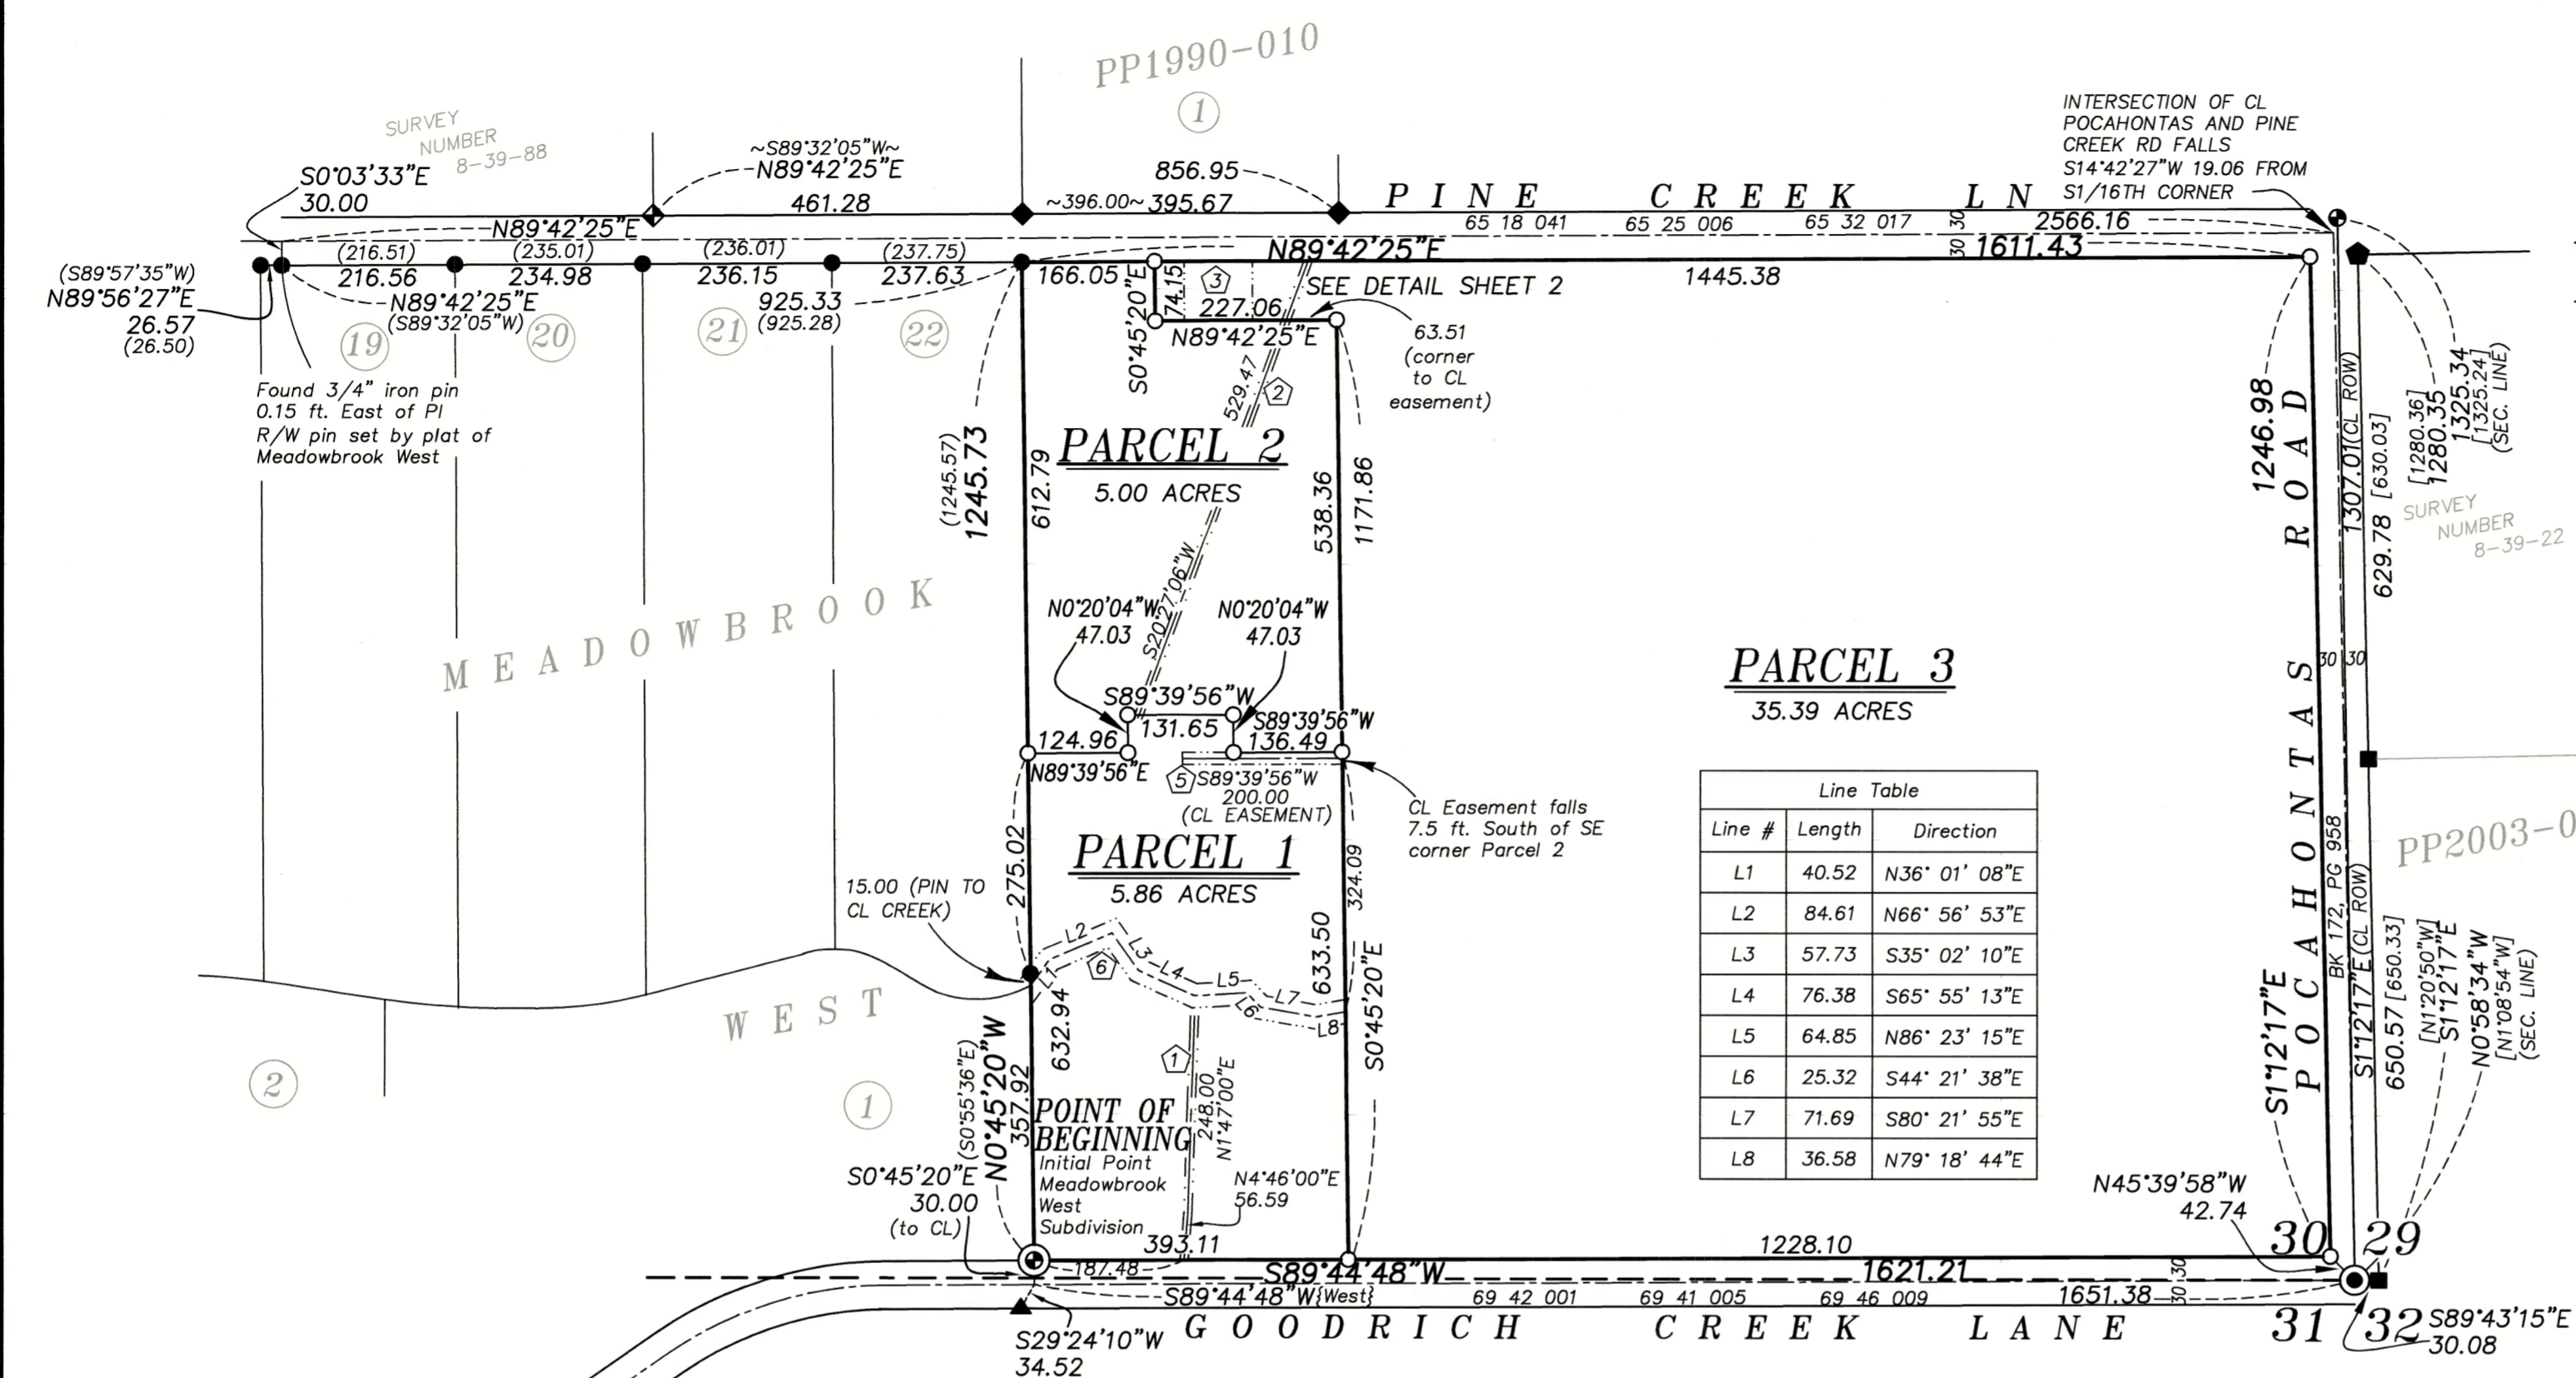 PP1990-010
1
SURVEY
NUMBER
8-39-88
S0°03'33"E
30.00
~S89°32'05"W~
N89°42'25"E
461.28
856.95
~396.00~ 395.67
PINE CREEK LN
INTERSECTION OF CL
POCAHONTAS AND PINE
CREEK RD FALLS
S14°42'27"W 19.06 FROM
S1/16TH CORNER
65 18 041
65 25 006
65 32 017
30
30
2566.16
1611.43
N89°42'25"E
(216.51)
(235.01)
(236.01)
(237.75)
N89°42'25"E
216.56
234.98
236.15
237.63
166.05
1445.38
(S89°57'35"W)
N89°56'27"E
26.57
(26.50)
N89°42'25"E
(S89°32'05"W)
925.33
(925.28)
19
20
21
22
S0°45'20"E
74.15
3
227.06
N89°42'25"E
SEE DETAIL SHEET 2
63.51
(corner
to CL
easement)
Found 3/4" iron pin
0.15 ft. East of PI
R/W pin set by plat of
Meadowbrook West
529.47
2
PARCEL 2
5.00 ACRES
(1245.57)
1245.73
612.79
538.36
1171.86
1246.98
1307.01(CL ROW)
629.78 [630.03]
[1280.36]
1280.35
1325.34
[1325.24]
(SEC. LINE)
SURVEY
NUMBER
8-39-22
S20°27'06"W
N0°20'04"W
47.03
N0°20'04"W
47.03
MEADOWBROOK
S89°39'56"W
131.65
S89°39'56"W
136.49
124.96
N89°39'56"E
5
S89°39'56"W
200.00
(CL EASEMENT)
CL Easement falls
7.5 ft. South of SE
corner Parcel 2
PARCEL 3
35.39 ACRES
30
30
POCAHONTAS ROAD
PP2003-0
Line Table
Line # Length Direction
L1 40.52 N36° 01' 08"E
L2 84.61 N66° 56' 53"E
L3 57.73 S35° 02' 10"E
L4 76.38 S65° 55' 13"E
L5 64.85 N86° 23' 15"E
L6 25.32 S44° 21' 38"E
L7 71.69 S80° 21' 55"E
L8 36.58 N79° 18' 44"E
PARCEL 1
5.86 ACRES
275.02
324.09
15.00 (PIN TO
CL CREEK)
L2
L3
L4
L5
L6
L7
L8
6
632.94
633.50
S0°45'20"E
WEST
2
1
1
248.00
N1°47'00"E
(S0°55'36"E)
N0°45'20"W
357.92
POINT OF
BEGINNING
Initial Point
Meadowbrook
West
Subdivision
S0°45'20"E
30.00
(to CL)
N4°46'00"E
56.59
393.11
187.48
S89°44'48"W
1228.10
1621.21
S89°44'48"W{West}
69 42 001
69 41 005
69 46 009
1651.38
30
30
S29°24'10"W
34.52
GOODRICH CREEK LANE
S1°12'17"E
BK 172, PG 958
S1°12'17"E(CL ROW)
650.57 [650.33]
[N1°20'50"W]
S1°12'17"E
N0°58'34"W
[N1°08'54"W]
(SEC. LINE)
N45°39'58"W
42.74
30
29
31
32
S89°43'15"E
30.08